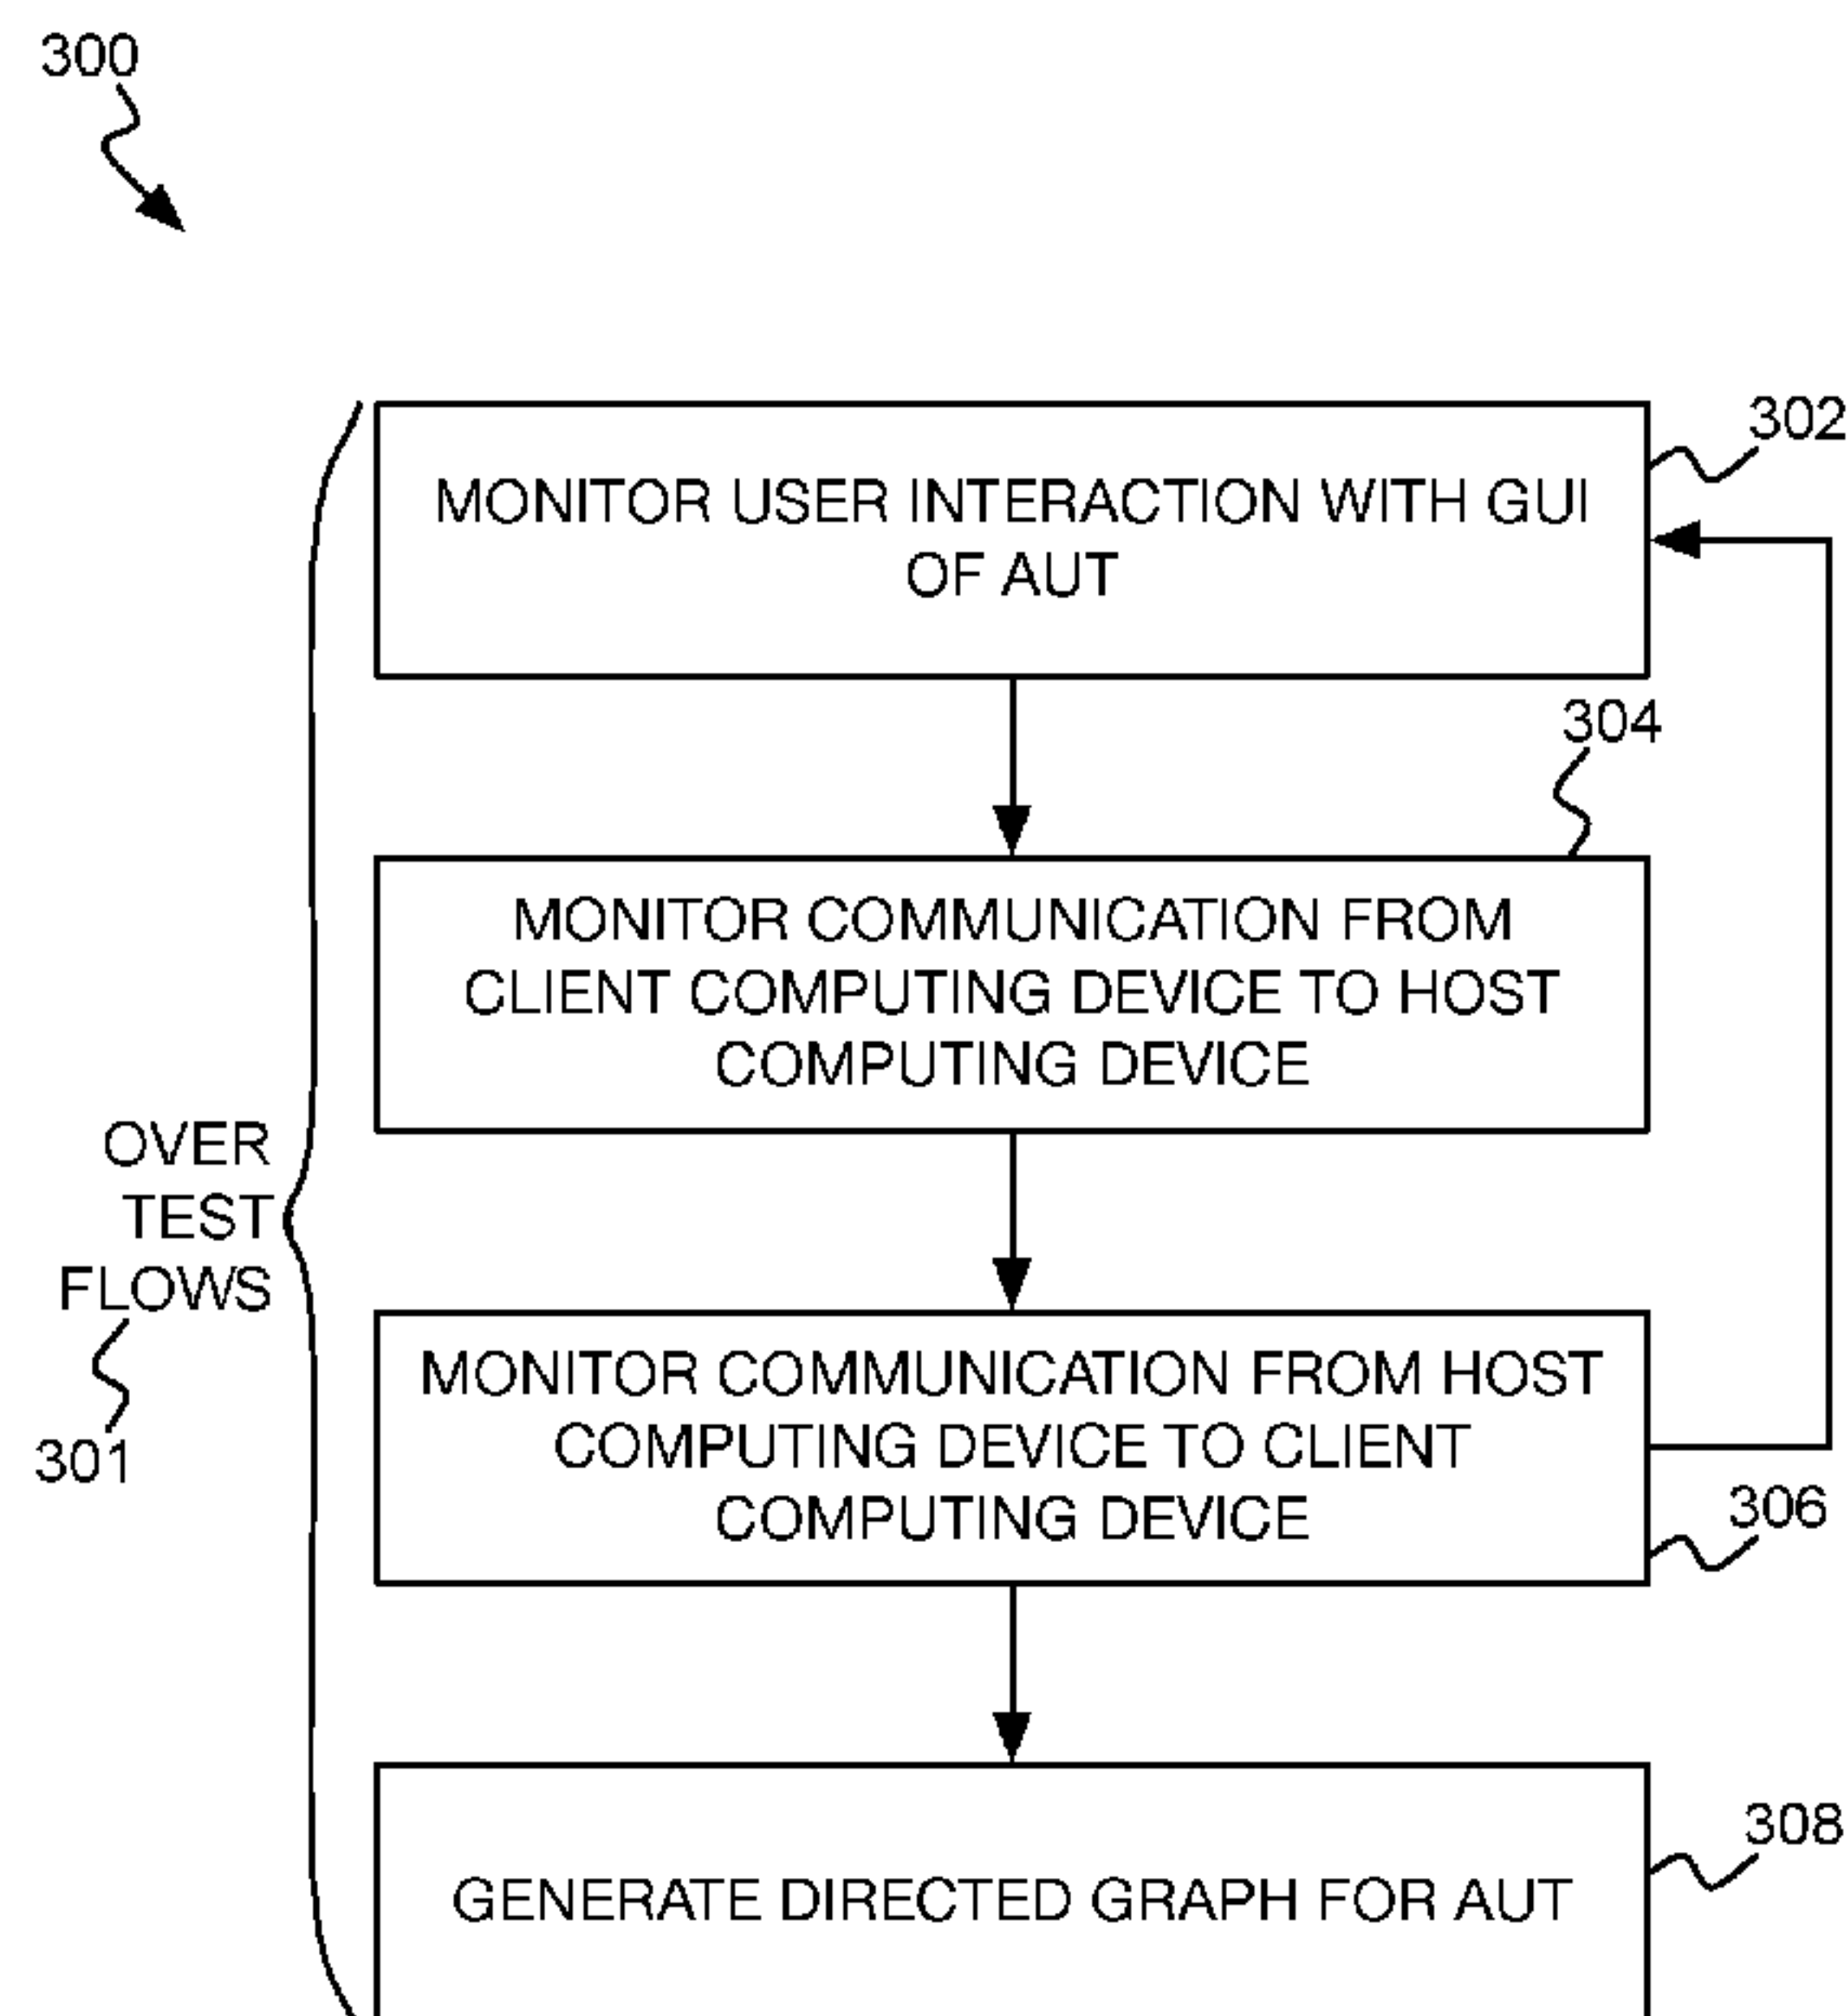 300
302
MONITOR USER INTERACTION WITH GUI
OF AUT
304
MONITOR COMMUNICATION FROM
CLIENT COMPUTING DEVICE TO HOST
COMPUTING DEVICE
OVER
TEST
FLOWS
301
MONITOR COMMUNICATION FROM HOST
COMPUTING DEVICE TO CLIENT
COMPUTING DEVICE
306
308
GENERATE DIRECTED GRAPH FOR AUT